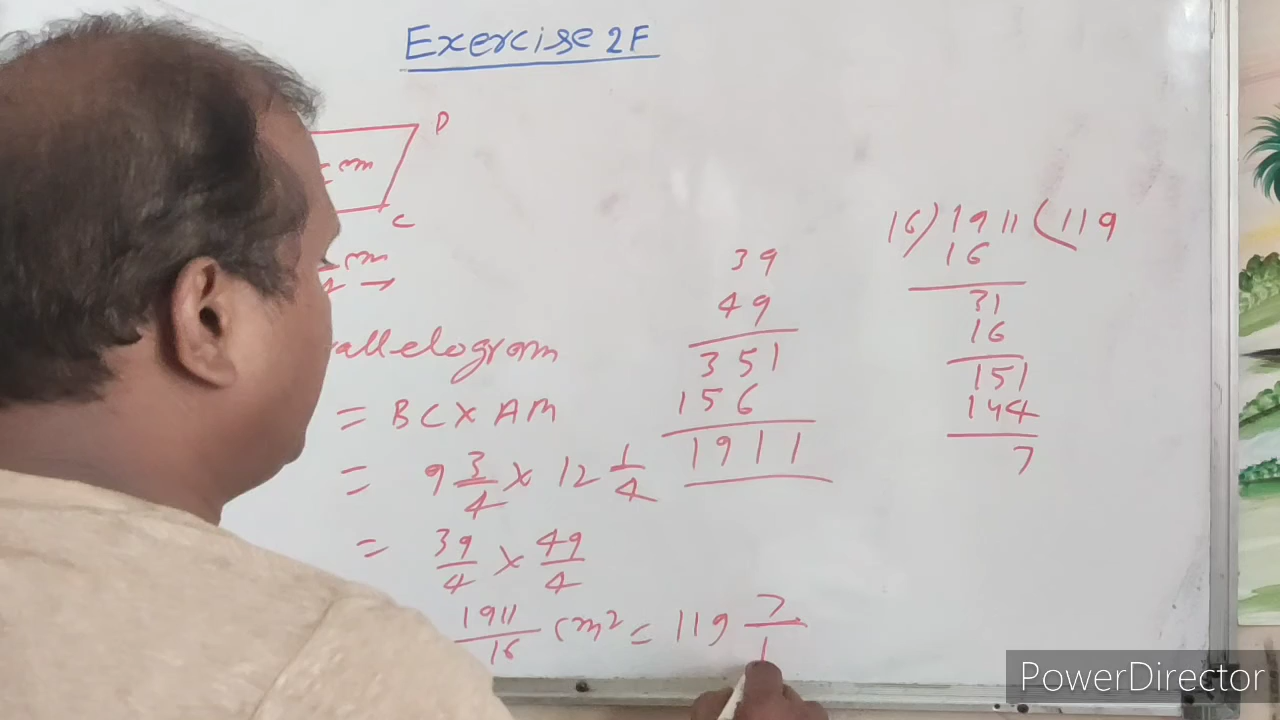 Exercise 2F
D
cm
C
cm
4
allelogram
= BC × AM
= 9 3/4 × 12 1/4
= 39/4 × 49/4
1911/16 cm² = 119 7/1
39
49
351
156
1911
16) 1911 (119
16
31
16
151
144
7
PowerDirector